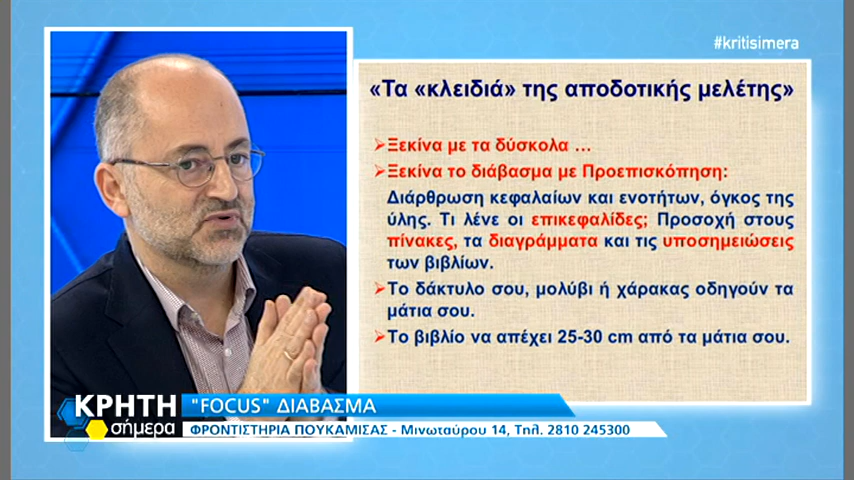 #kritisimera
«Τα «κλειδιά» της αποδοτικής μελέτης»
Ξεκίνα με τα δύσκολα …
Ξεκίνα το διάβασμα με Προεπισκόπηση:
Διάρθρωση κεφαλαίων και ενοτήτων, όγκος της
ύλης. Τι λένε οι επικεφαλίδες; Προσοχή στους
πίνακες, τα διαγράμματα και τις υποσημειώσεις
των βιβλίων.
Το δάκτυλο σου, μολύβι ή χάρακας οδηγούν τα
μάτια σου.
Το βιβλίο να απέχει 25-30 cm από τα μάτια σου.
ΚΡΗΤΗ
σήμερα
"FOCUS" ΔΙΑΒΑΣΜΑ
ΦΡΟΝΤΙΣΤΗΡΙΑ ΠΟΥΚΑΜΙΣΑΣ - Μινωταύρου 14, Τηλ. 2810 245300